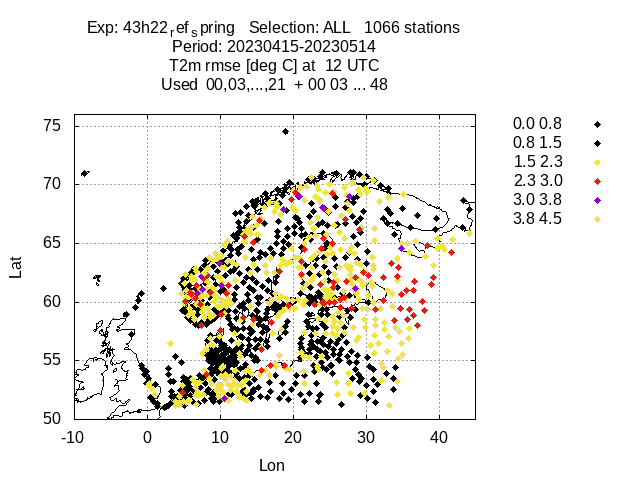 Exp: 43h22refspring   Selection: ALL   1066 stations
Period: 20230415-20230514
T2m rmse [deg C] at  12 UTC
Used  00,03,...,21  + 00 03 ... 48
0.0 0.8
0.8 1.5
1.5 2.3
2.3 3.0
3.0 3.8
3.8 4.5
75
70
65
60
55
50
Lat
-10 0 10 20 30 40
Lon